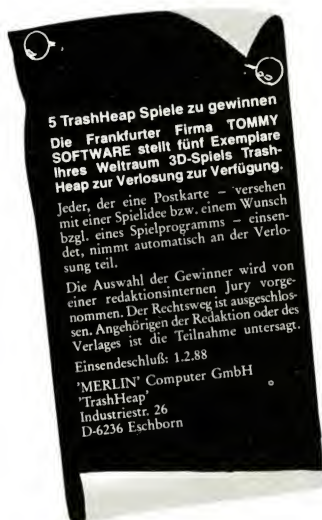 5 TrashHeap Spiele zu gewinnen
Die Frankfurter Firma TOMMY
SOFTWARE stellt fünf Exemplare
Ihres Weltraum 3D-Spiels Trash-
Heap zur Verlosung zur Verfügung.
Jeder, der eine Postkarte – versehen
mit einer Spielidee bzw. einem Wunsch
bzgl. eines Spielprogramms – einsen-
det, nimmt automatisch an der Verlo-
sung teil.
Die Auswahl der Gewinner wird von
einer redaktionsinternen Jury vorge-
nommen. Der Rechtsweg ist ausgeschlos-
sen. Angehörigen der Redaktion oder des
Verlages ist die Teilnahme untersagt.
Einsendeschluß: 1.2.88
'MERLIN' Computer GmbH
'TrashHeap'
Industriestr. 26
D-6236 Eschborn